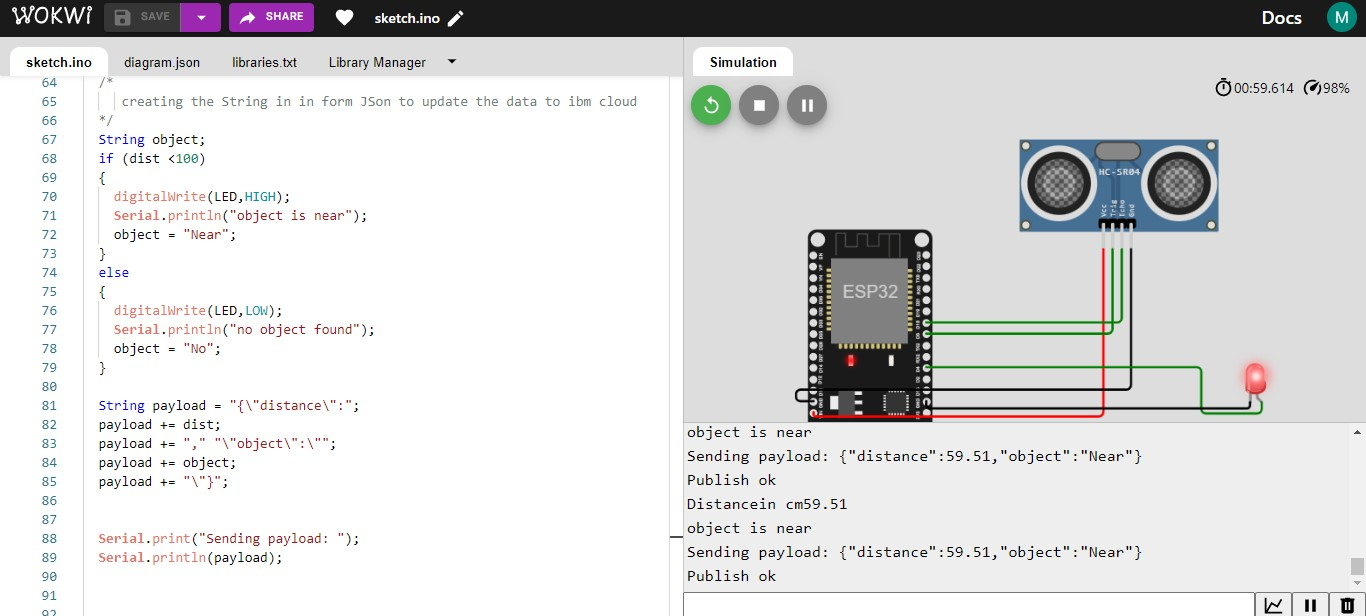 WOKWI SAVE SHARE sketch.ino Docs M
sketch.ino diagram.json libraries.txt Library Manager
Simulation
00:59.614 98%
64 /*
65 creating the String in in form JSon to update the data to ibm cloud
66 */
67 String object;
68 if (dist <100)
69 {
70 digitalWrite(LED,HIGH);
71 Serial.println("object is near");
72 object = "Near";
73 }
74 else
75 {
76 digitalWrite(LED,LOW);
77 Serial.println("no object found");
78 object = "No";
79 }
80
81 String payload = "{\"distance\":";
82 payload += dist;
83 payload += "," "\"object\":\"";
84 payload += object;
85 payload += "\"}";
86
87
88 Serial.print("Sending payload: ");
89 Serial.println(payload);
90
91
92
HC-SR04
Vcc
Trig
Echo
Gnd
ESP32
object is near
Sending payload: {"distance":59.51,"object":"Near"}
Publish ok
Distancein cm59.51
object is near
Sending payload: {"distance":59.51,"object":"Near"}
Publish ok